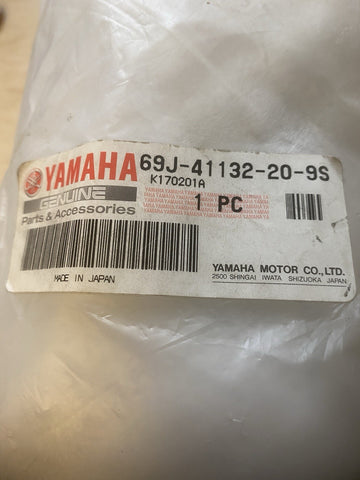 YAMAHA 69J-41132-20-9S
K170201A
GENUINE
Parts & Accessories
1 PC
MADE IN JAPAN
YAMAHA MOTOR CO.,LTD.
2500 SHINGAI IWATA SHIZUOKA JAPAN